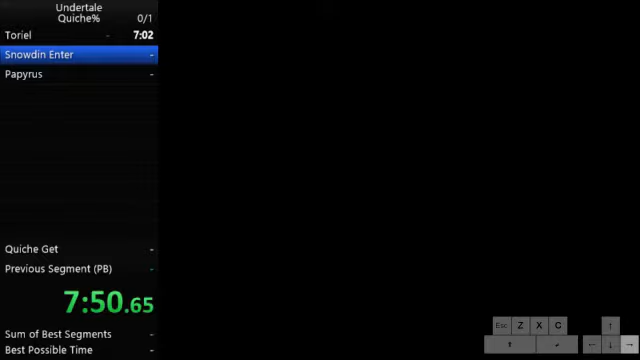 Undertale
Quiche% 0/1
Toriel - 7:02
Snowdin Enter -
Papyrus -
Quiche Get -
Previous Segment (PB) -
7:50.65
Sum of Best Segments -
Best Possible Time -
Esc Z X C ↑
⬆ ↵ ← ↓ →